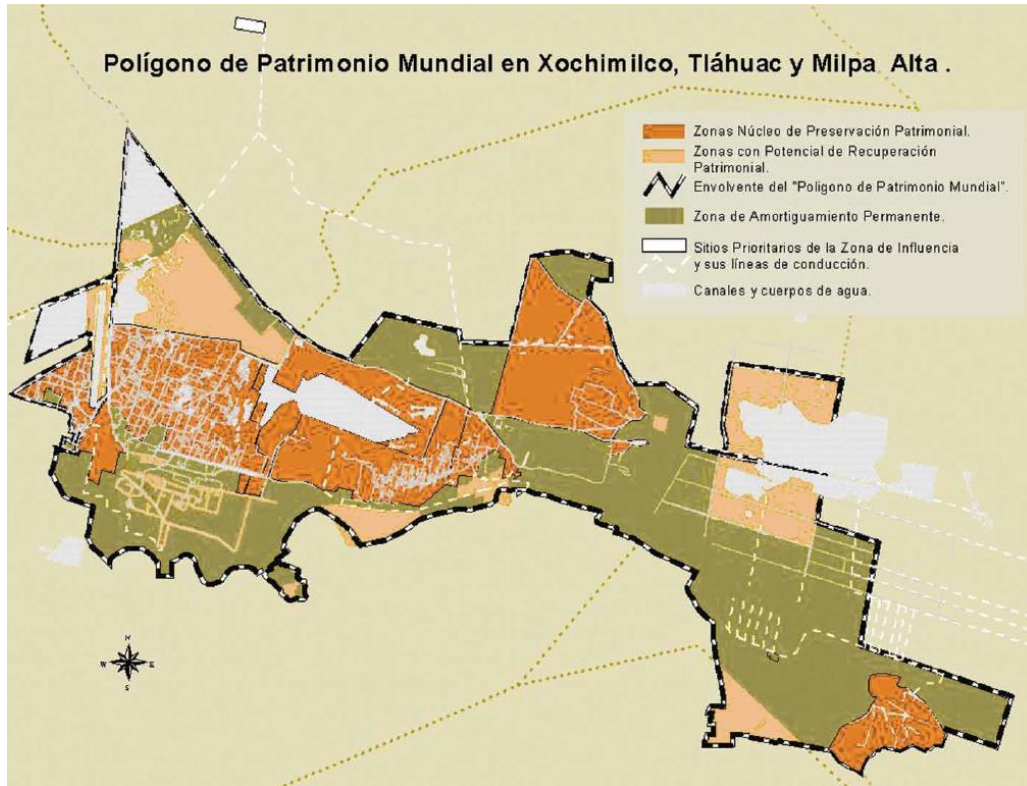 Polígono de Patrimonio Mundial en Xochimilco, Tláhuac y Milpa Alta .
Zonas Núcleo de Preservación Patrimonial.
Zonas con Potencial de Recuperación
Patrimonial.
Envolvente del "Poligono de Patrimonio Mundial".
Zona de Amortiguamiento Permanente.
Sitios Prioritarios de la Zona de Influencia
y sus líneas de conducción.
Canales y cuerpos de agua.
N
W E
S